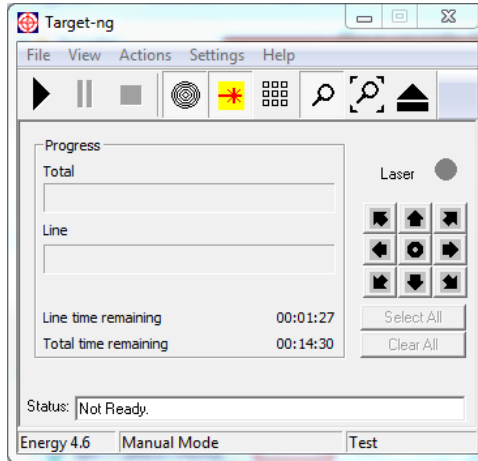 Target-ng
File View Actions Settings Help
Progress
Total
Laser
Line
Line time remaining 00:01:27
Select All
Total time remaining 00:14:30
Clear All
Status: Not Ready.
Energy 4.6 Manual Mode Test